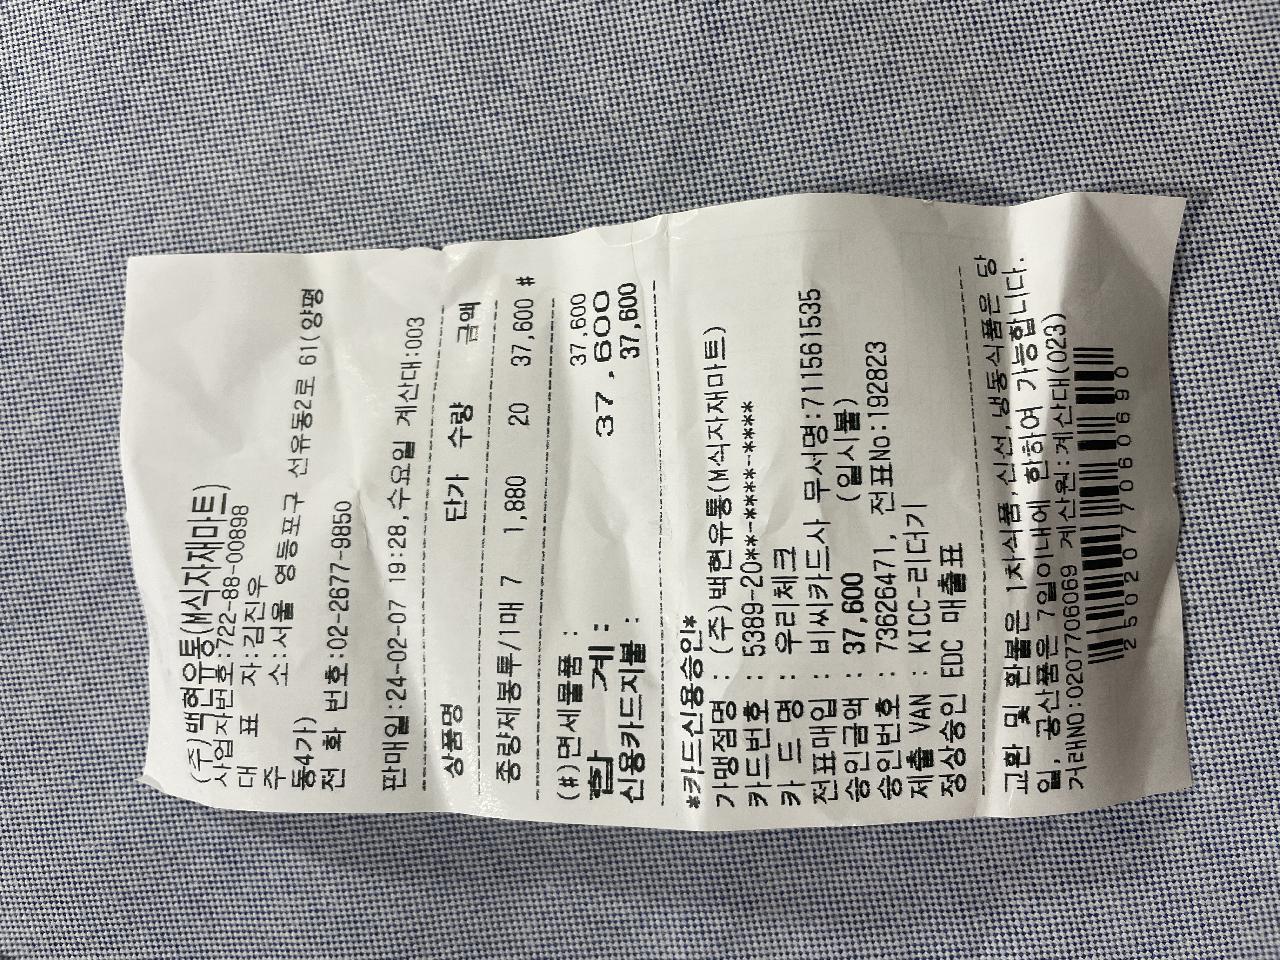 (주)백현유통(M식자재마트)
사업자번호:722-88-00898
대 표 자:김진우
주 소:서울 영등포구 선유동2로 61(양평
동4가)
전 화 번호:02-2677-9850
판매일:24-02-07 19:28,수요일 계산대:003
상품명 단가 수량 금액
종량제봉투/1매 7 1,880 20 37,600 #
(#)면세물품 : 37,600
합 계 : 37,600
신용카드지불 : 37,600
*카드신용승인*
가맹점명 : (주)백현유통(M식자재마트)
카드번호 : 5389-20**-****-****
카 드 명 : 우리체크
전표매입 : 비씨카드사 무서명:711561535
승인금액 : 37,600 (일시불)
승인번호 : 73626471, 전표No:192823
제출 VAN : KICC-리더기
정상승인 EDC 매출표
교환 및 환불은 1차식품,신선,냉동식품은 당
일, 공산품은 7일이내에 한하여 가능합니다.
거래NO:0207706069 계산원:계산대(023)
2502077060690